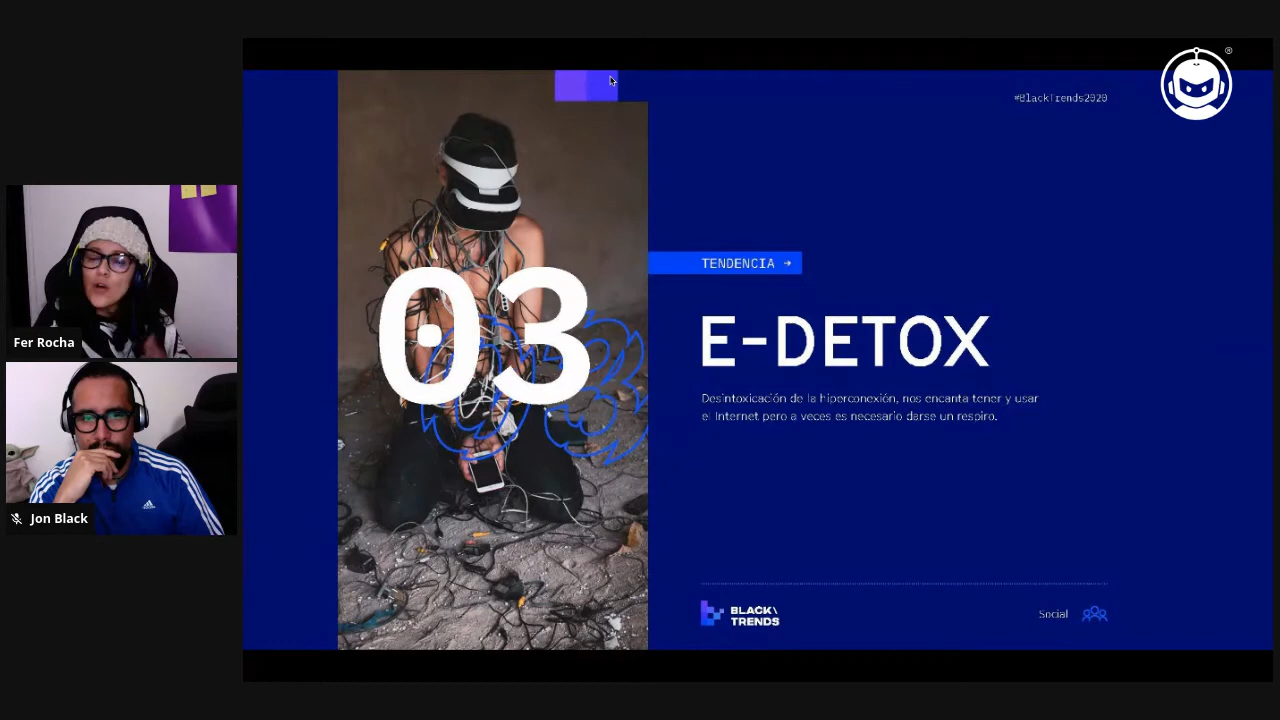 ®
#BlackTrends2020
TENDENCIA →
03
E-DETOX
Desintoxicación de la hiperconexión, nos encanta tener y usar
el Internet pero a veces es necesario darse un respiro.
Fer Rocha
Jon Black
adidas
BLACK\
TRENDS
Social